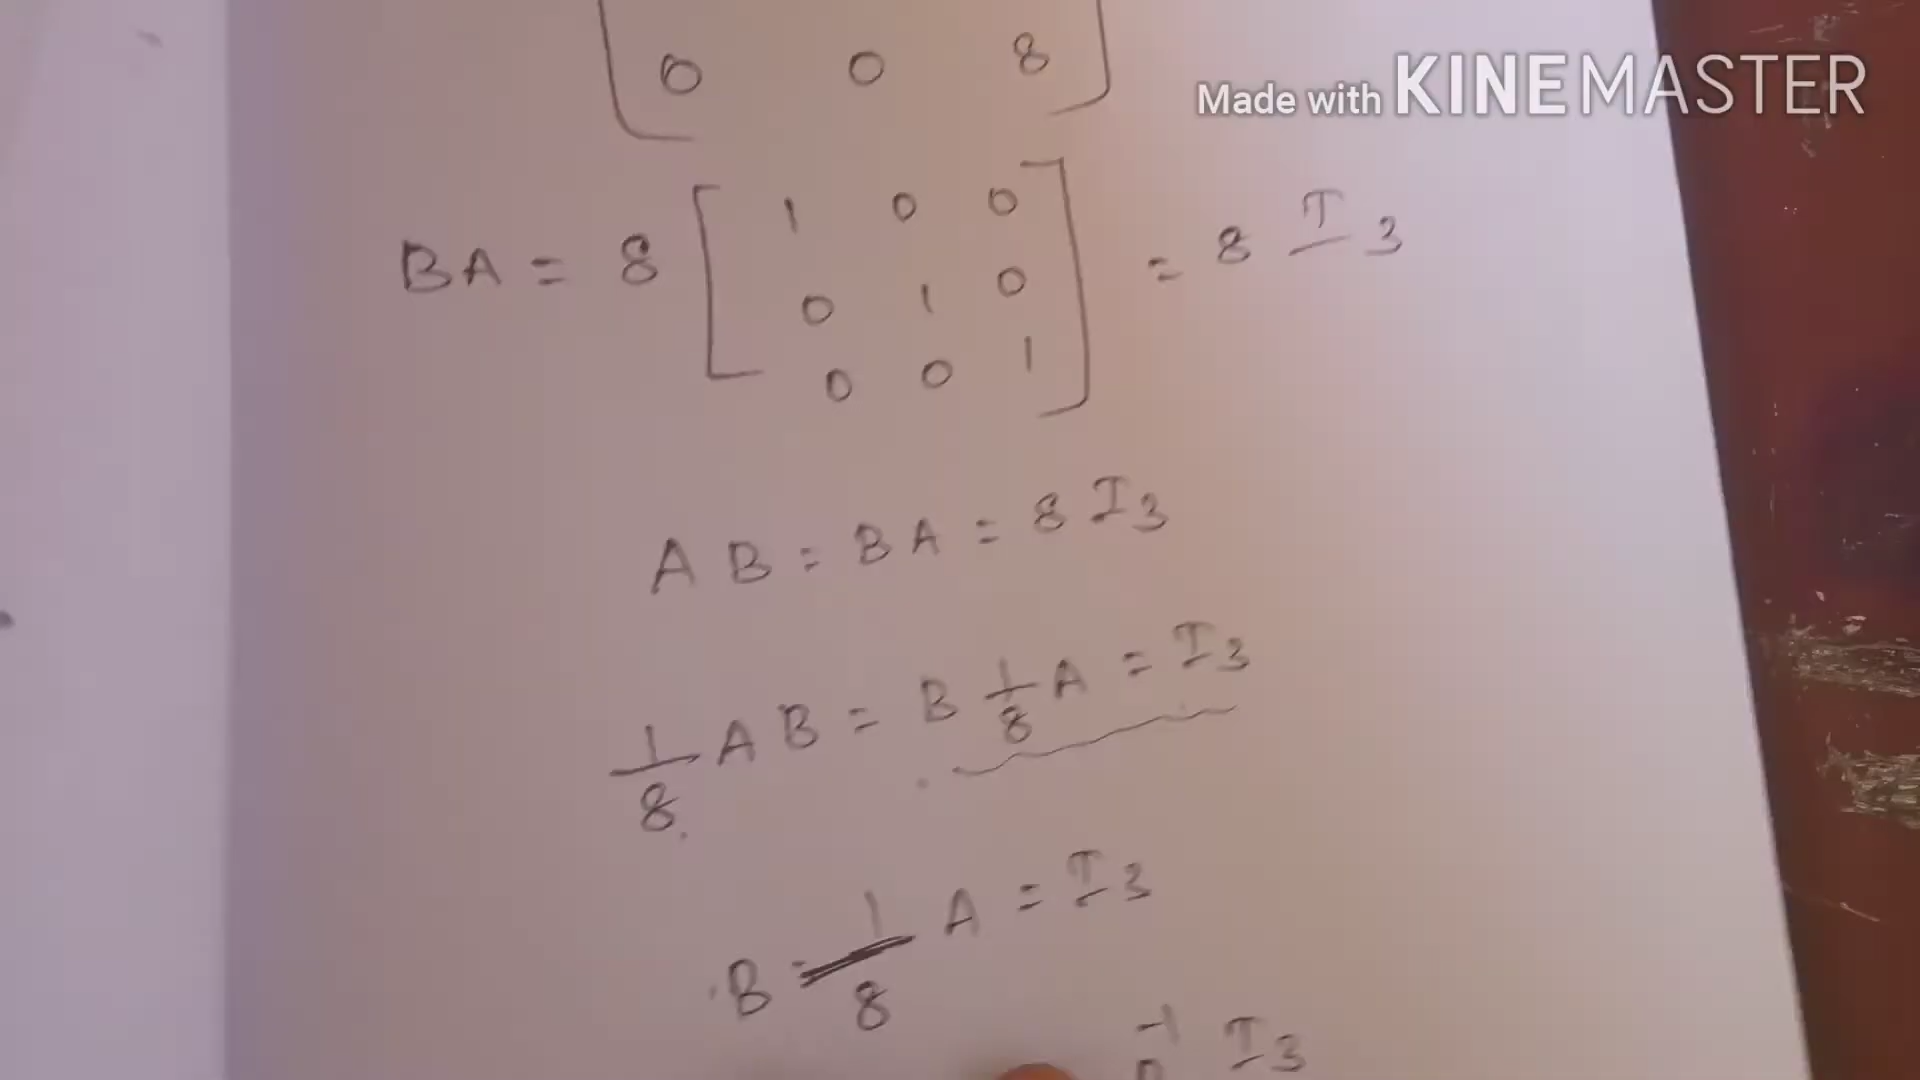 0 0 8
Made with KINEMASTER
BA = 8 [ 1 0 0
0 1 0
0 0 1 ] = 8 I3
AB = BA = 8 I3
1/8 AB = B 1/8 A = I3
B 1/8 A = I3
-1 I3